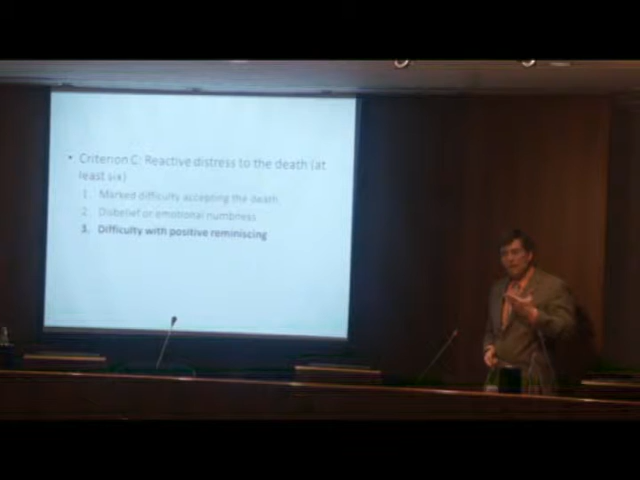 • Criterion C: Reactive distress to the death (at
least six)
1. Marked difficulty accepting the death
2. Disbelief or emotional numbness
3. Difficulty with positive reminiscing